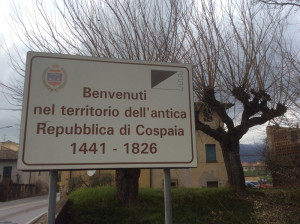 Benvenuti
nel territorio dell'antica
Repubblica di Cospaia
1441 - 1826